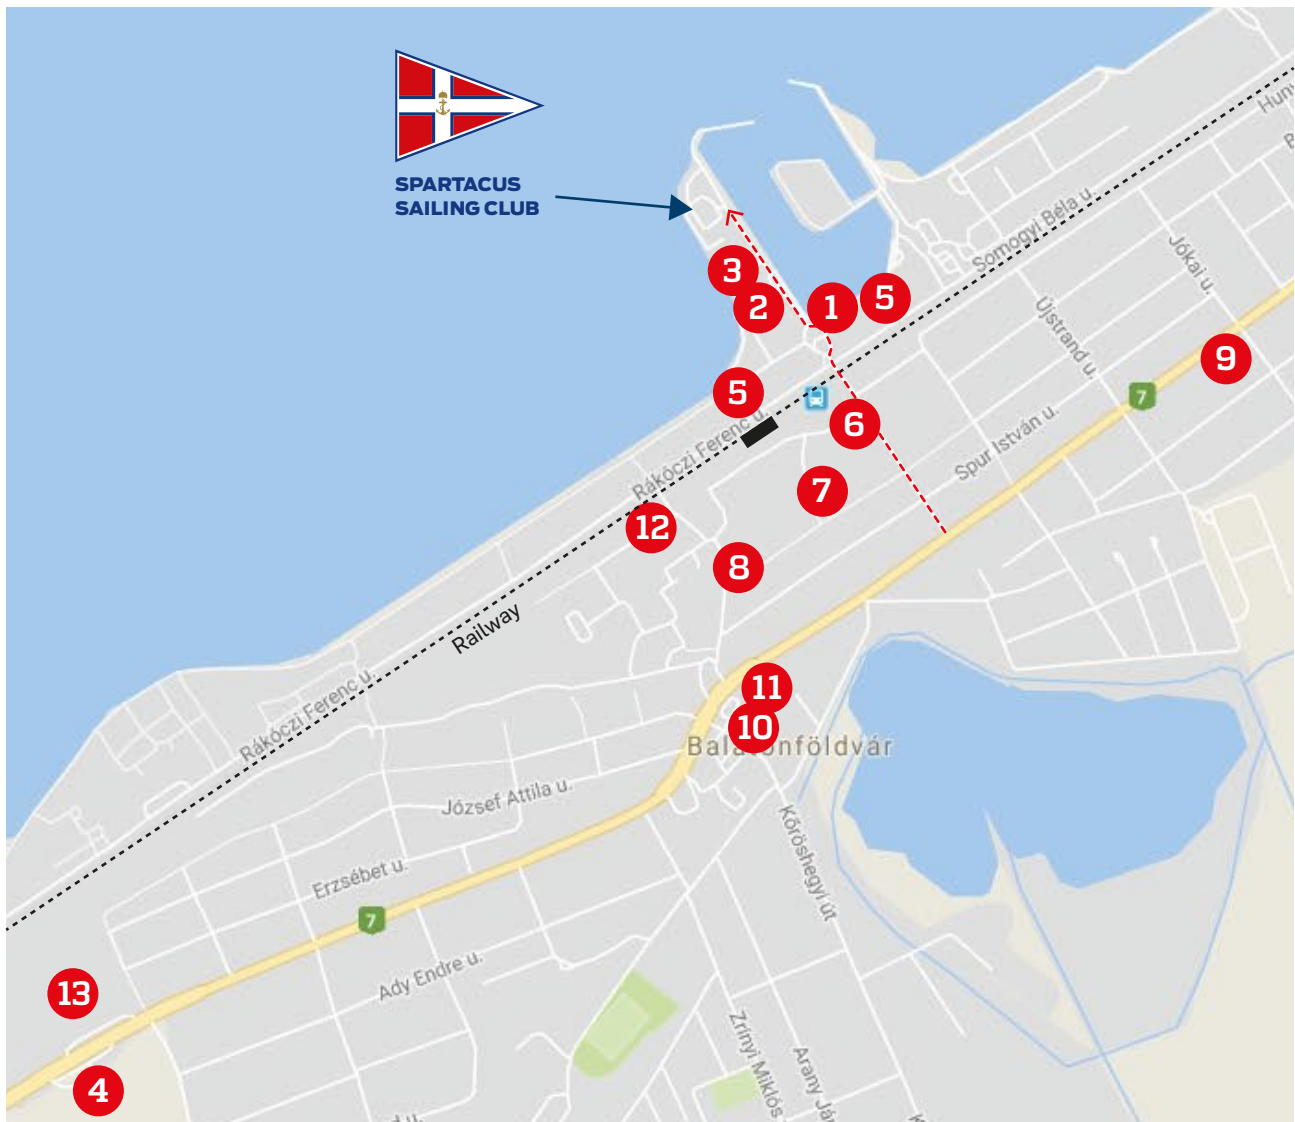 SPARTACUS
SAILING CLUB
Somogyi Béla u.
Jókai u.
Újstrand u.
3
2
1
5
9
7
5
6
Rákóczi Ferenc u.
Spur István u.
7
12
8
Railway
11
10
Balatonföldvár
Rákóczi Ferenc u.
József Attila u.
Erzsébet u.
Kőröshegyi út
7
Ady Endre u.
13
4
Zrínyi Miklós
Arany Já